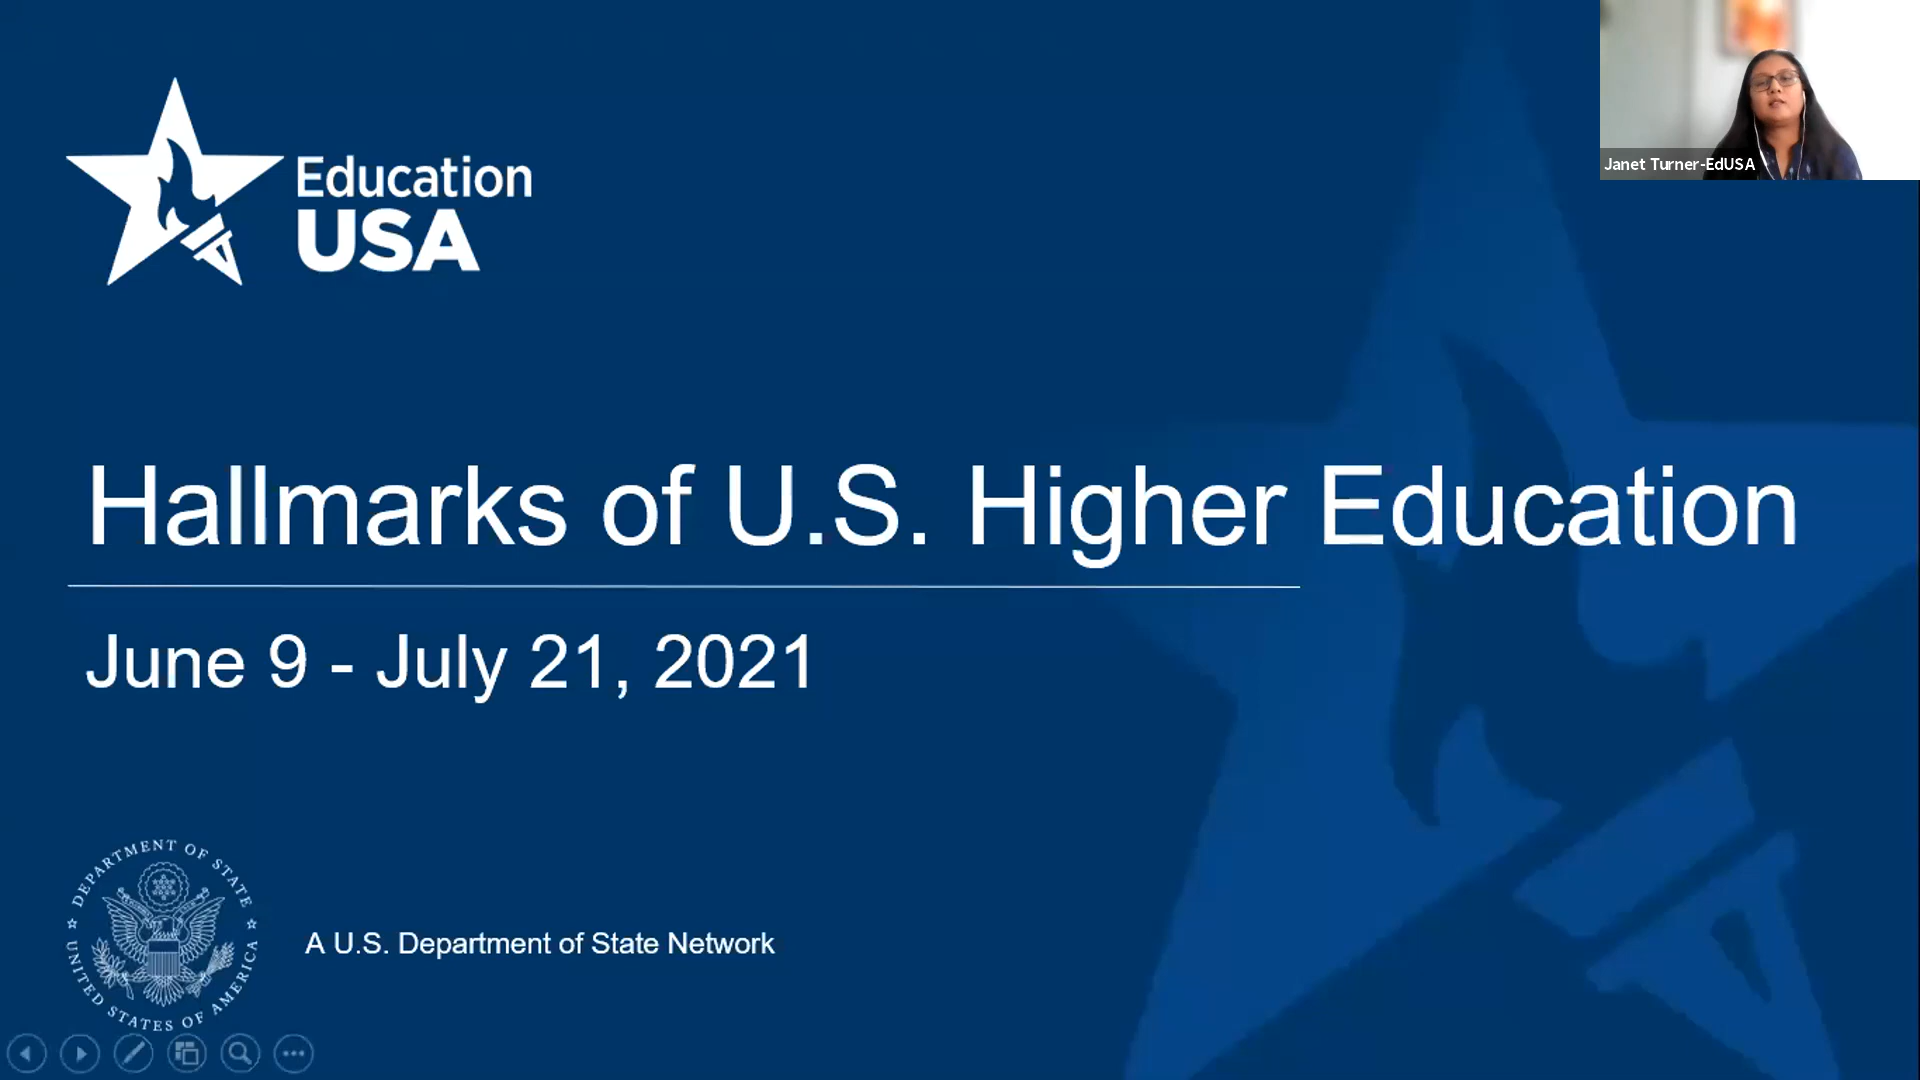 Education
USA
Janet Turner-EdUSA
Hallmarks of U.S. Higher Education
June 9 - July 21, 2021
DEPARTMENT OF STATE
UNITED STATES OF AMERICA
A U.S. Department of State Network